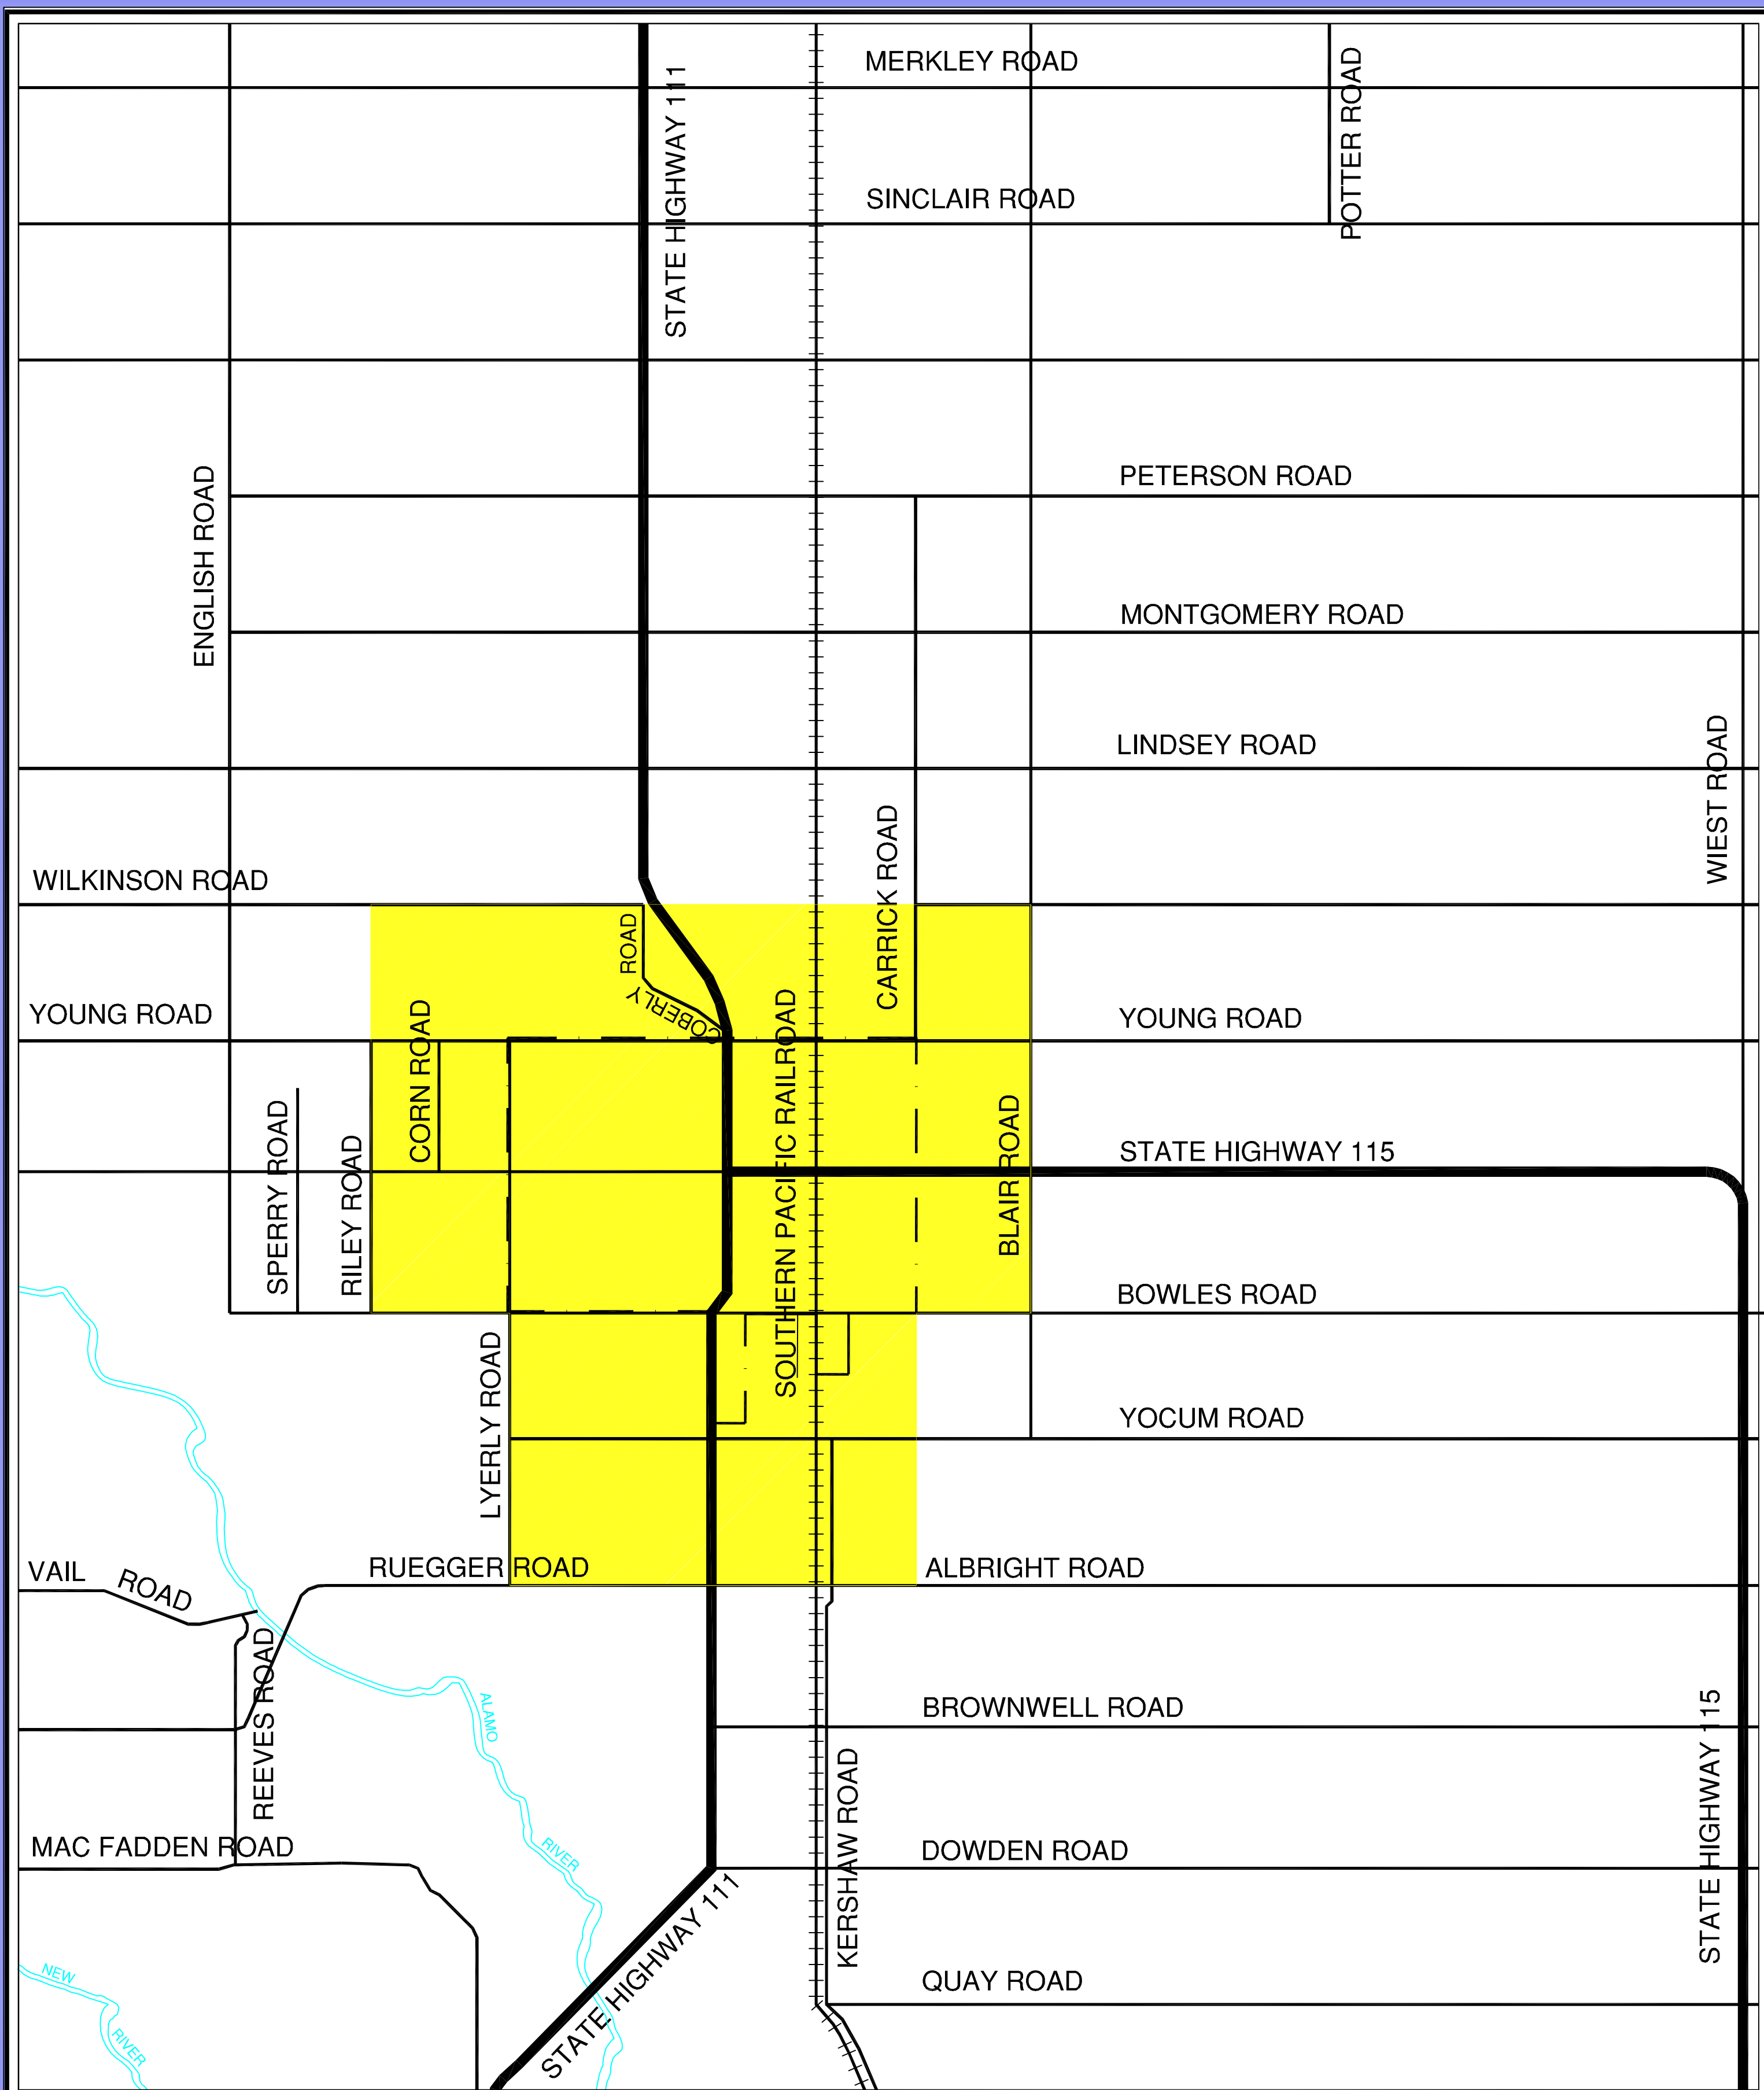 MERKLEY ROAD
POTTER ROAD
STATE HIGHWAY 111
SINCLAIR ROAD
PETERSON ROAD
ENGLISH ROAD
MONTGOMERY ROAD
LINDSEY ROAD
WIEST ROAD
CARRICK ROAD
WILKINSON ROAD
COBERLY ROAD
YOUNG ROAD
YOUNG ROAD
CORN ROAD
SOUTHERN PACIFIC RAILROAD
SPERRY ROAD
RILEY ROAD
BLAIR ROAD
STATE HIGHWAY 115
BOWLES ROAD
LYERLY ROAD
YOCUM ROAD
VAIL ROAD
RUEGGER ROAD
ALBRIGHT ROAD
REEVES ROAD
ALAMO RIVER
BROWNWELL ROAD
STATE HIGHWAY 115
KERSHAW ROAD
MAC FADDEN ROAD
DOWDEN ROAD
STATE HIGHWAY 111
NEW RIVER
QUAY ROAD